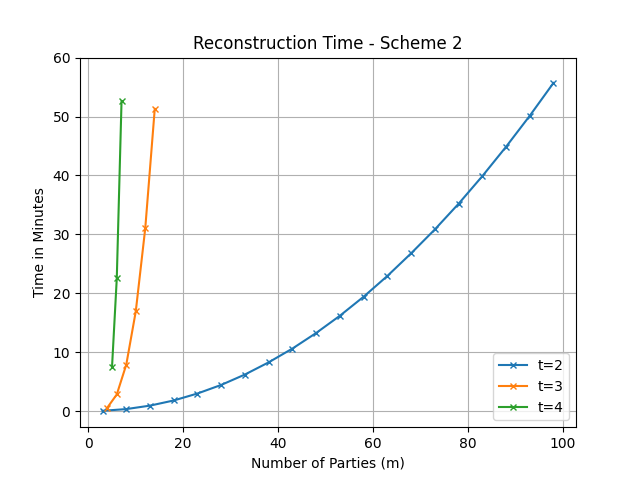 Reconstruction Time - Scheme 2
Time in Minutes
60
50
40
30
20
10
0
0 20 40 60 80 100
Number of Parties (m)
t=2
t=3
t=4